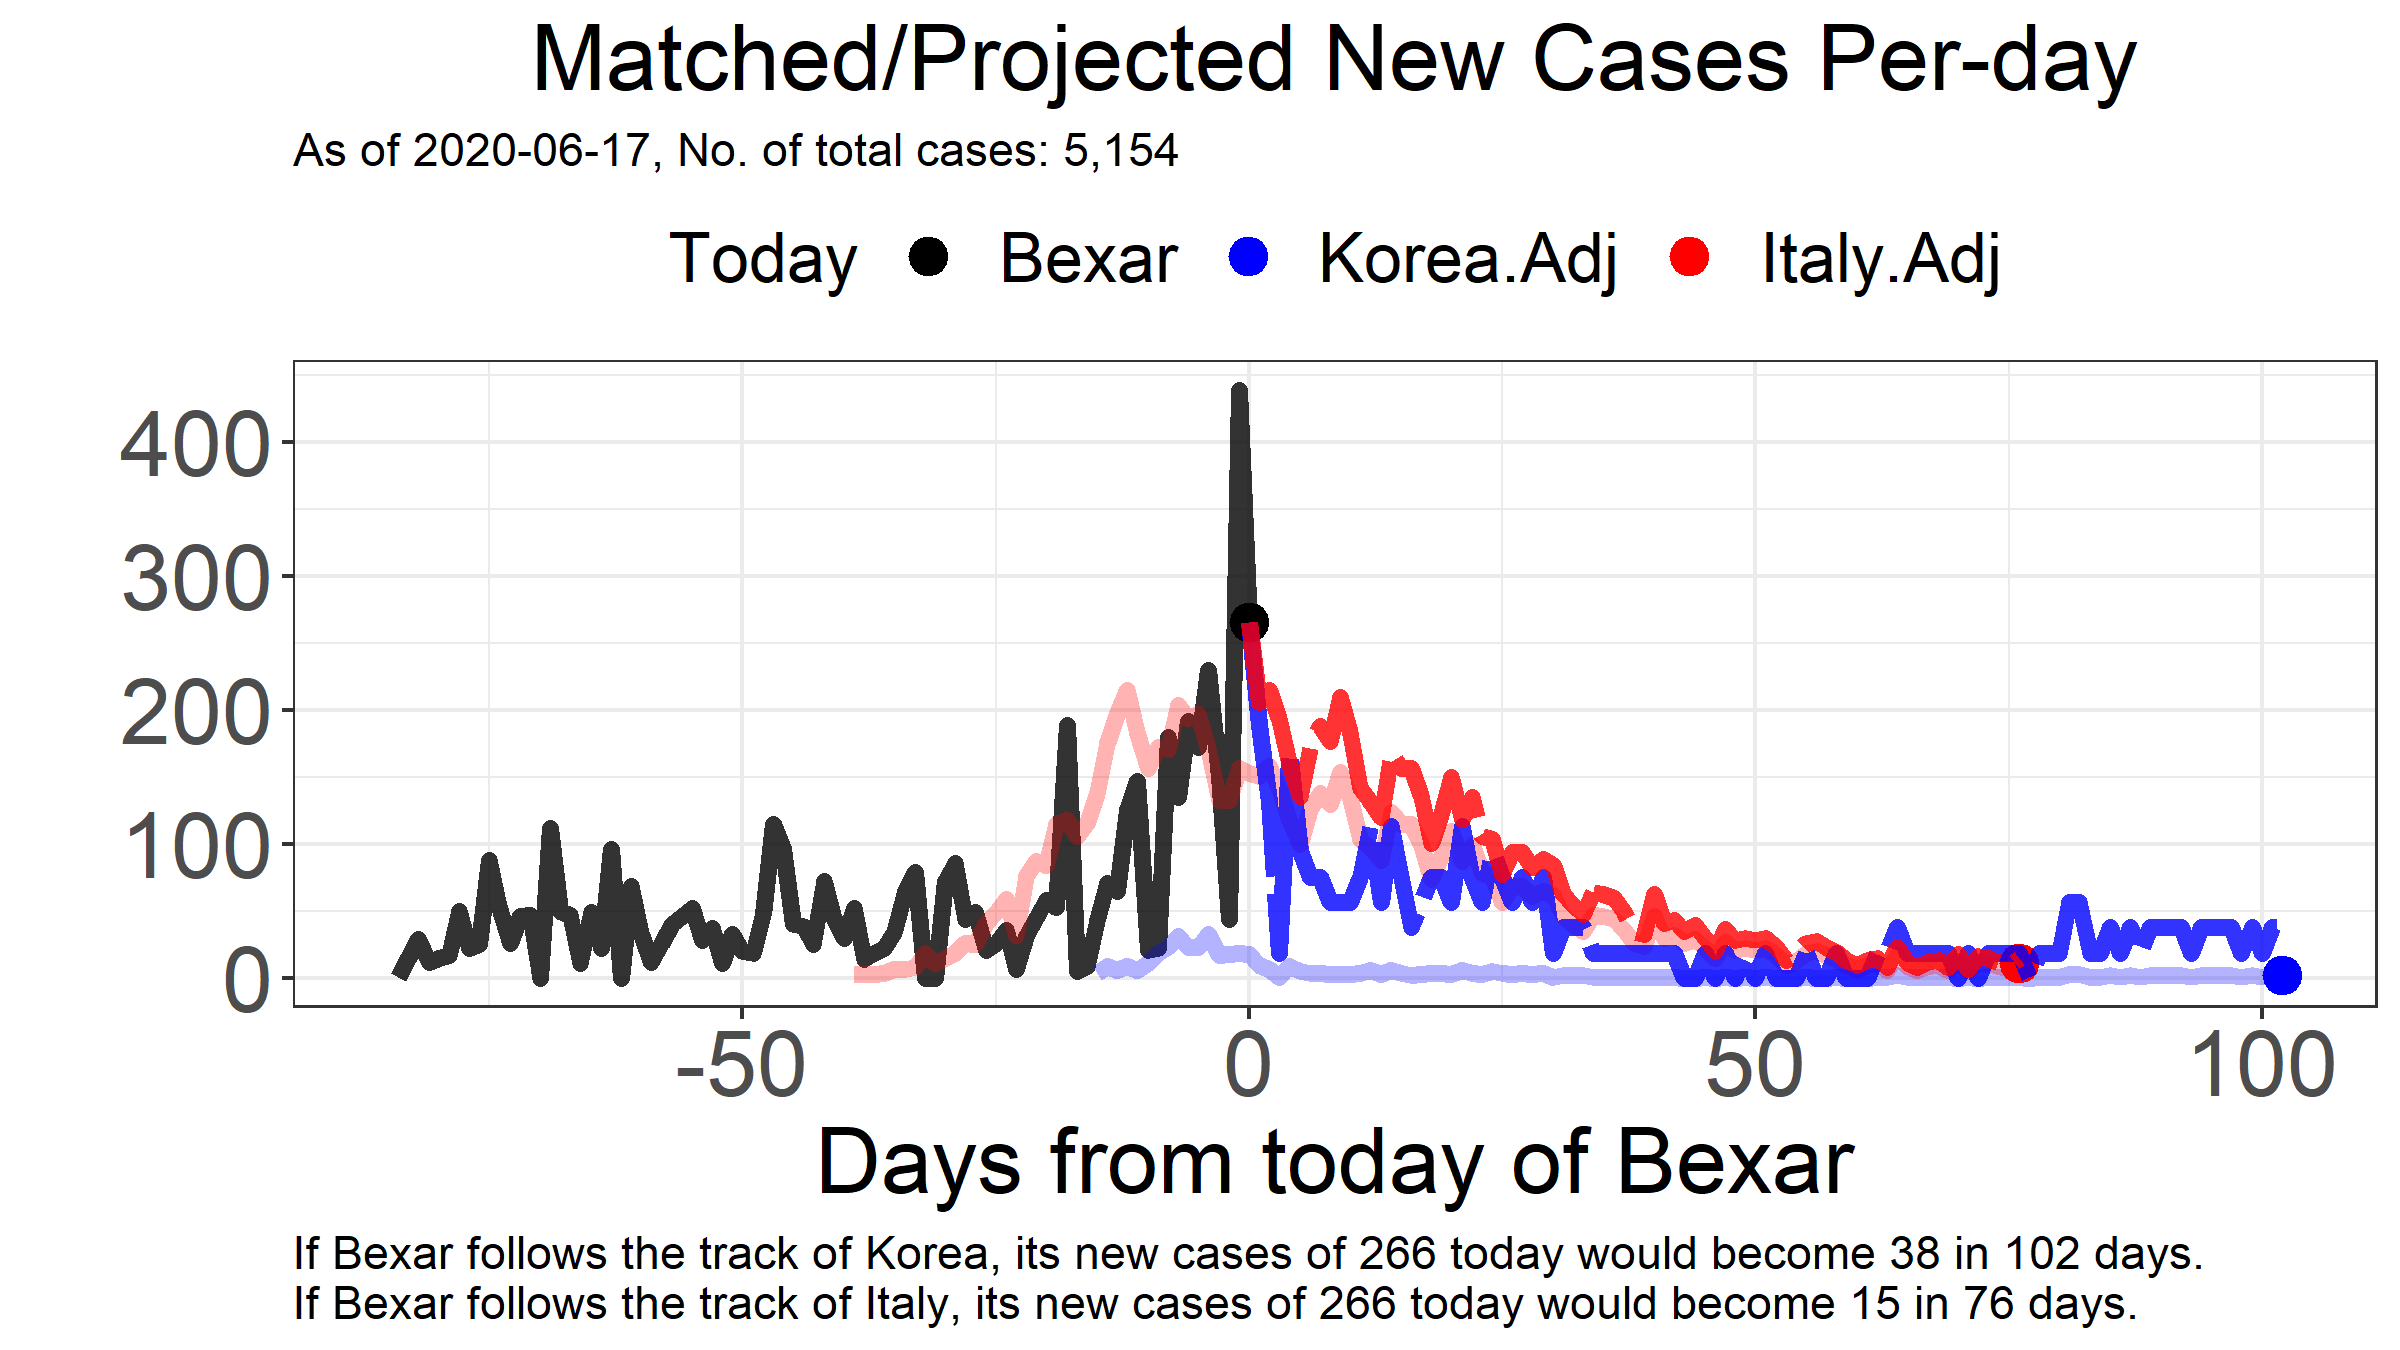 Matched/Projected New Cases Per-day
As of 2020-06-17, No. of total cases: 5,154
Today Bexar Korea.Adj Italy.Adj
400
300
200
100
0
-50 0 50 100
Days from today of Bexar
If Bexar follows the track of Korea, its new cases of 266 today would become 38 in 102 days.
If Bexar follows the track of Italy, its new cases of 266 today would become 15 in 76 days.